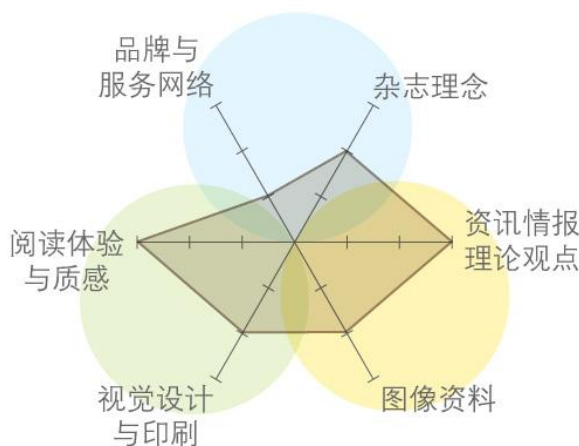 品牌与
服务网络
杂志理念
阅读体验
与质感
资讯情报
理论观点
视觉设计
与印刷
图像资料